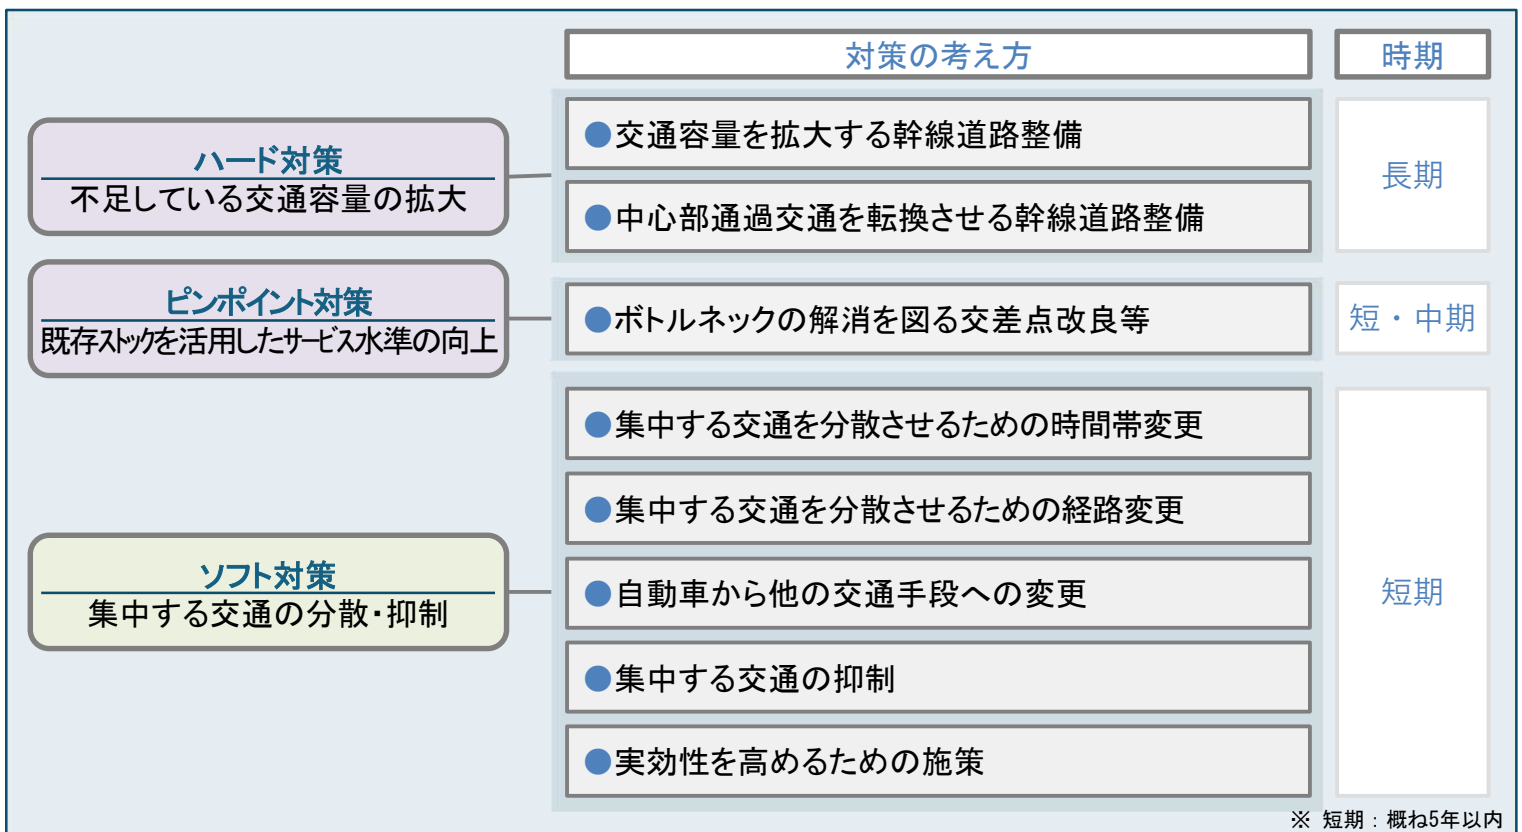 対策の考え方
時期
ハード対策
不足している交通容量の拡大
●交通容量を拡大する幹線道路整備
●中心部通過交通を転換させる幹線道路整備
長期
ピンポイント対策
既存ストックを活用したサービス水準の向上
●ボトルネックの解消を図る交差点改良等
短・中期
ソフト対策
集中する交通の分散・抑制
●集中する交通を分散させるための時間帯変更
●集中する交通を分散させるための経路変更
●自動車から他の交通手段への変更
●集中する交通の抑制
●実効性を高めるための施策
短期
※ 短期：概ね5年以内